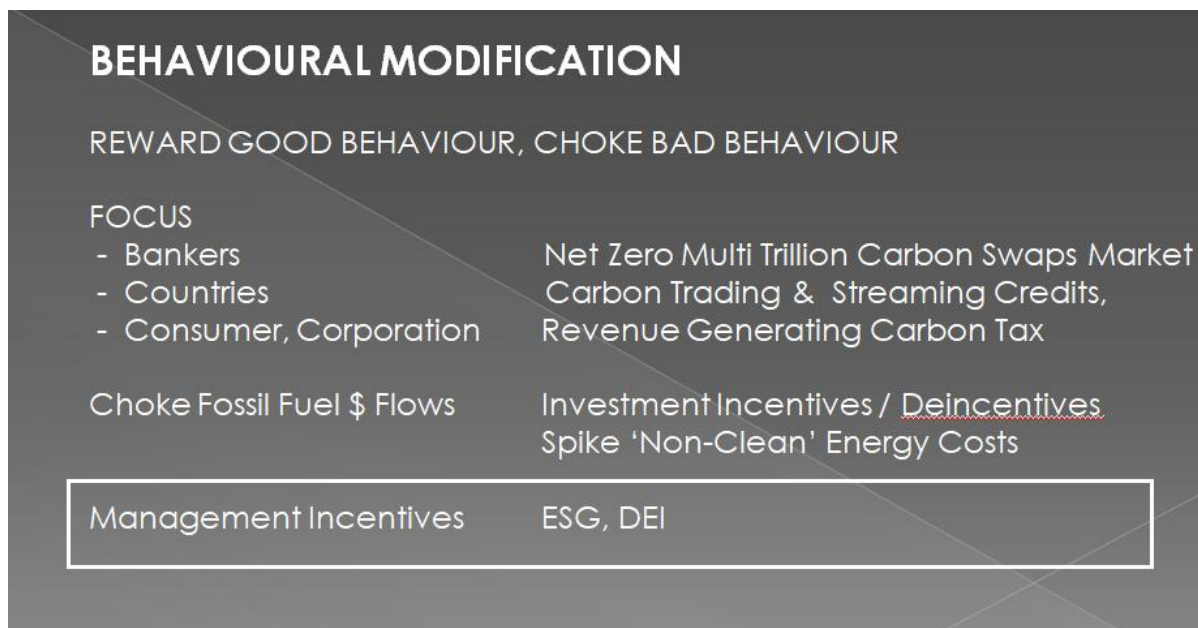 BEHAVIOURAL MODIFICATION
REWARD GOOD BEHAVIOUR, CHOKE BAD BEHAVIOUR
FOCUS
- Bankers Net Zero Multi Trillion Carbon Swaps Market
- Countries Carbon Trading & Streaming Credits,
- Consumer, Corporation Revenue Generating Carbon Tax
Choke Fossil Fuel $ Flows Investment Incentives / Deincentives
Spike ‘Non-Clean’ Energy Costs
Management Incentives ESG, DEI